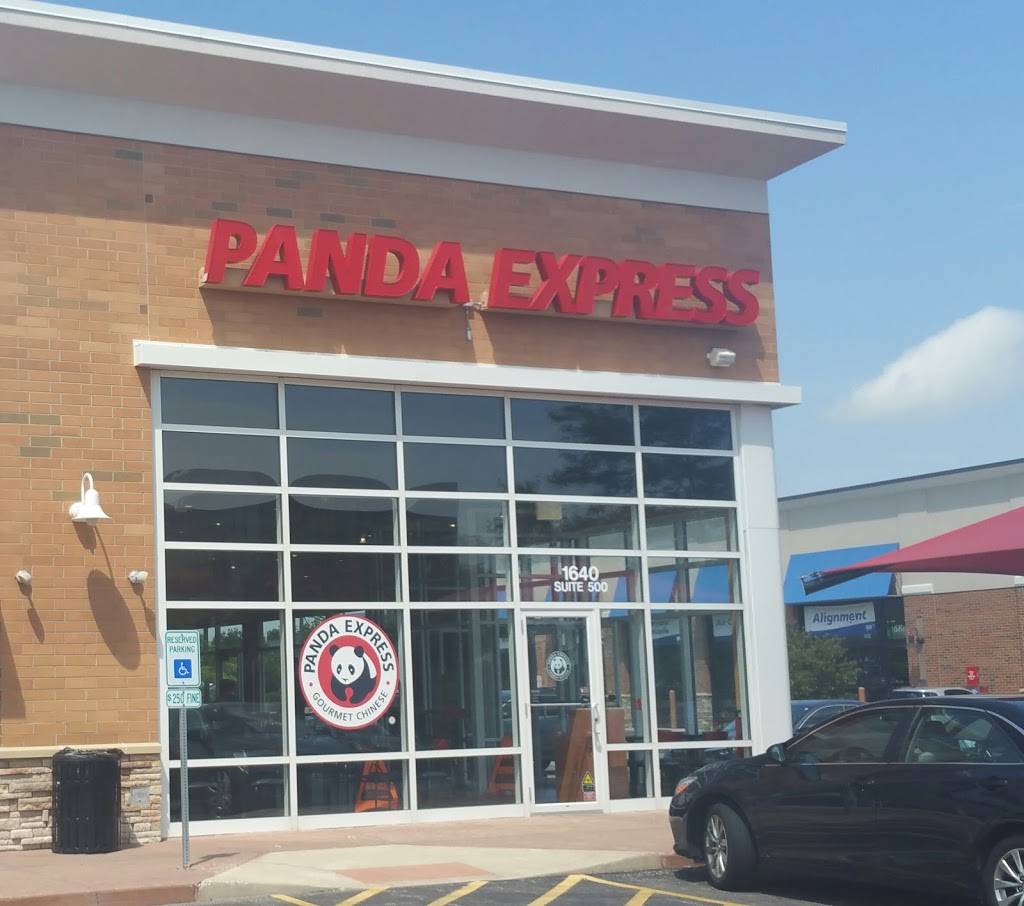 PANDA EXPRESS
1640
SUITE 500
PANDA EXPRESS
GOURMET CHINESE
RESERVED
PARKING
$250 FINE
Alignment